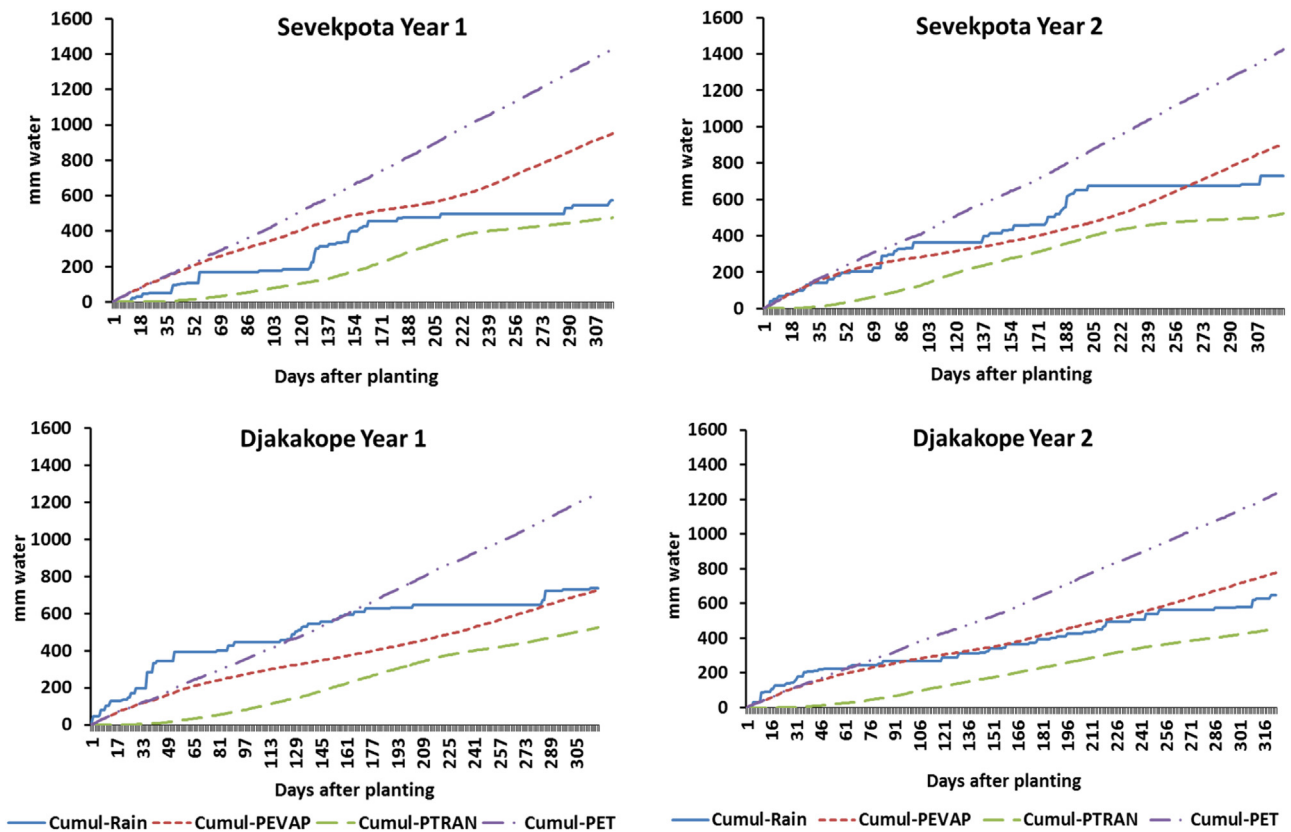 Sevekpota Year 1
mm water
1600
1400
1200
1000
800
600
400
200
0
1 18 35 52 69 86 103 120 137 154 171 188 205 222 239 256 273 290 307
Days after planting
Sevekpota Year 2
mm water
1600
1400
1200
1000
800
600
400
200
0
1 18 35 52 69 86 103 120 137 154 171 188 205 222 239 256 273 290 307
Days after planting
Djakakope Year 1
mm water
1600
1400
1200
1000
800
600
400
200
0
1 17 33 49 65 81 97 113 129 145 161 177 193 209 225 241 257 273 289 305
Days after planting
Cumul-Rain Cumul-PEVAP Cumul-PTRAN Cumul-PET
Djakakope Year 2
mm water
1600
1400
1200
1000
800
600
400
200
0
1 16 31 46 61 76 91 106 121 136 151 166 181 196 211 226 241 256 271 286 301 316
Days after planting
Cumul-Rain Cumul-PEVAP Cumul-PTRAN Cumul-PET